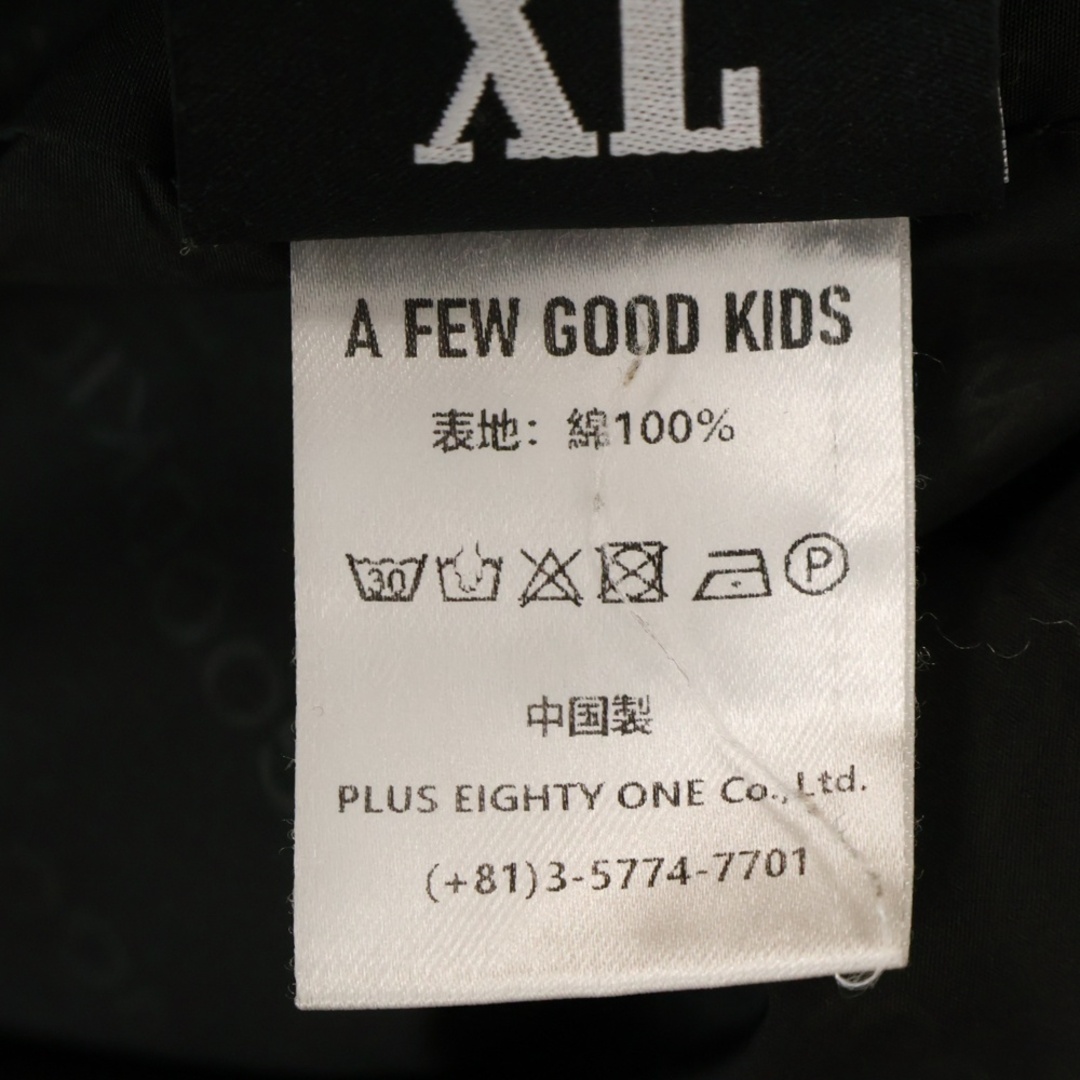 XL
A FEW GOOD KIDS
表地：綿100%
30 P
中国製
PLUS EIGHTY ONE Co.,Ltd.
(+81)3-5774-7701